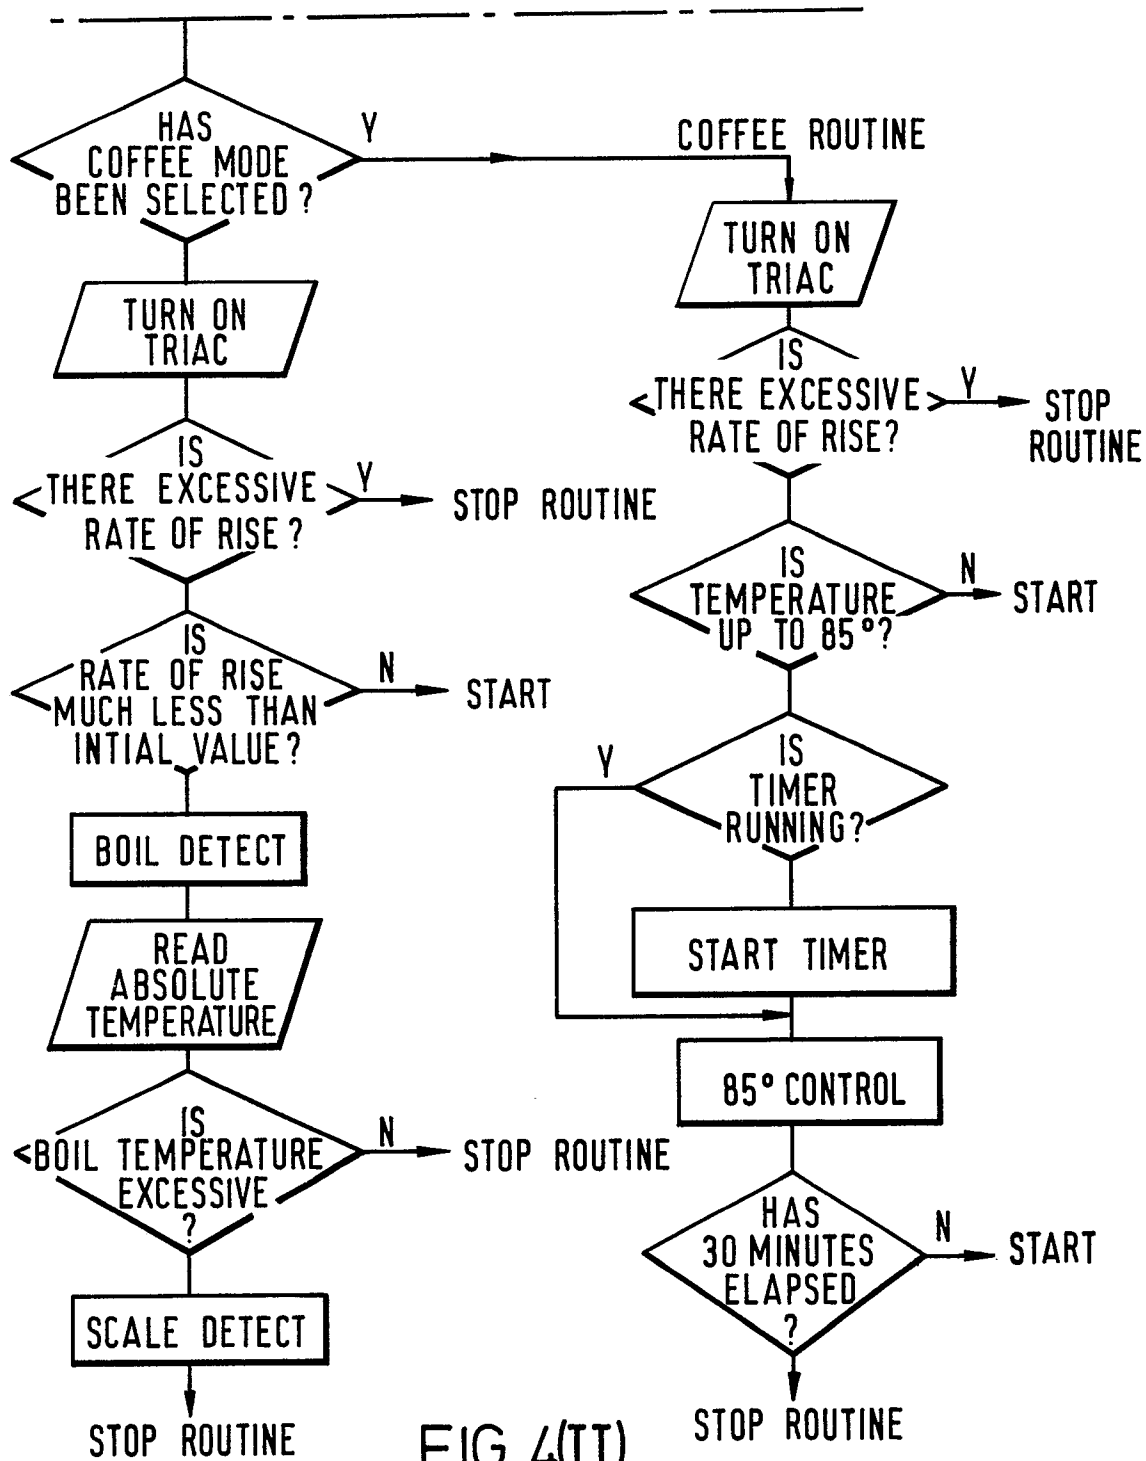 HAS
COFFEE MODE
BEEN SELECTED?
Y
TURN ON
TRIAC
IS
THERE EXCESSIVE
RATE OF RISE?
Y
STOP ROUTINE
IS
RATE OF RISE
MUCH LESS THAN
INTIAL VALUE?
N
START
BOIL DETECT
READ
ABSOLUTE
TEMPERATURE
IS
BOIL TEMPERATURE
EXCESSIVE
?
N
STOP ROUTINE
SCALE DETECT
STOP ROUTINE
COFFEE ROUTINE
TURN ON
TRIAC
IS
THERE EXCESSIVE
RATE OF RISE?
Y
STOP
ROUTINE
IS
TEMPERATURE
UP TO 85°?
N
START
IS
TIMER
RUNNING?
Y
START TIMER
85° CONTROL
HAS
30 MINUTES
ELAPSED
?
N
START
STOP ROUTINE
FIG 4(II)